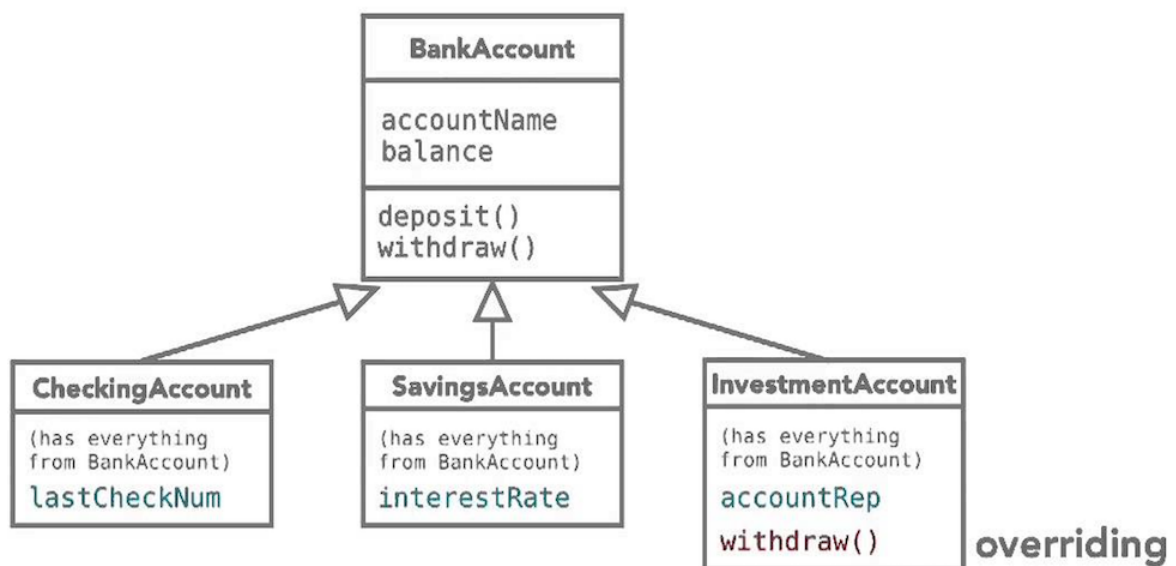 BankAccount
accountName
balance
deposit()
withdraw()
CheckingAccount
(has everything
from BankAccount)
lastCheckNum
SavingsAccount
(has everything
from BankAccount)
interestRate
InvestmentAccount
(has everything
from BankAccount)
accountRep
withdraw()
overriding